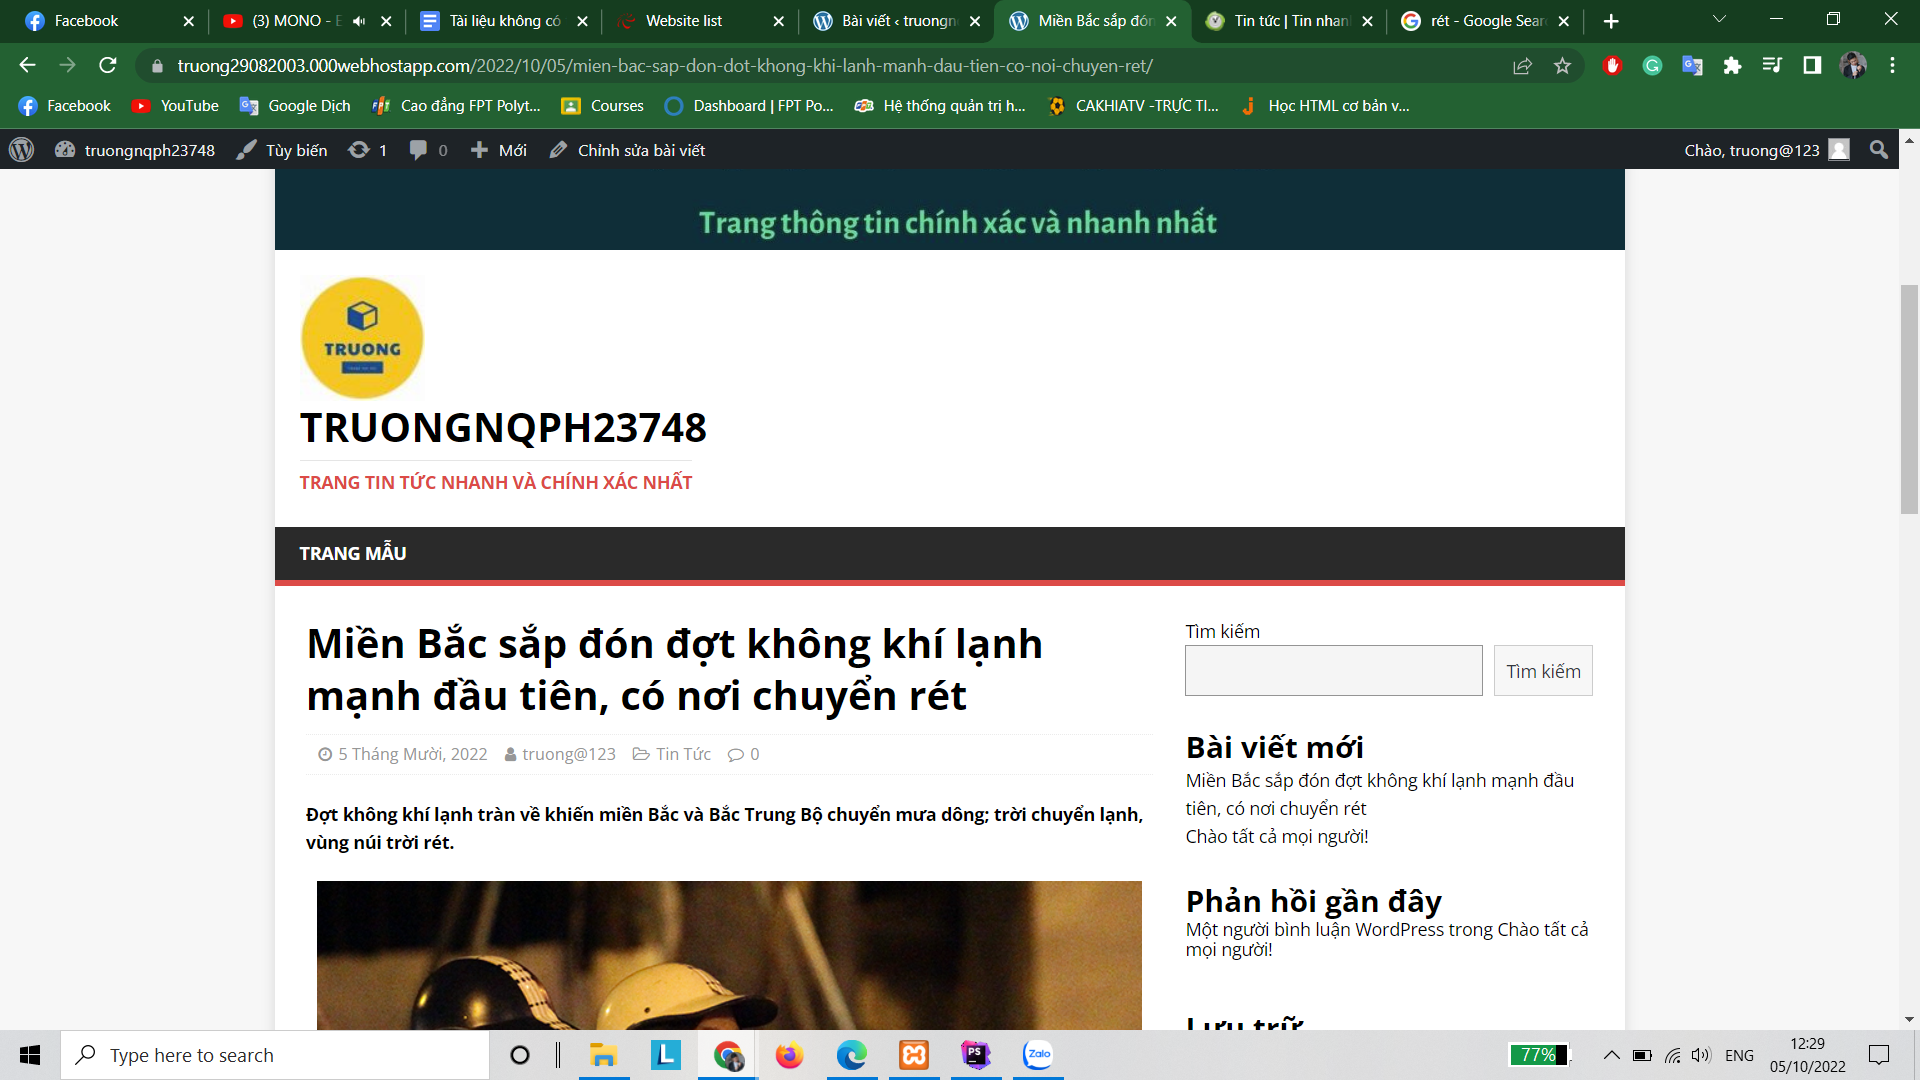 Facebook
(3) MONO - E
Tài liệu không có
Website list
Bài viết ‹ truongn
Miền Bắc sắp đón
Tin tức | Tin nhanh
rét - Google Sear
truong29082003.000webhostapp.com/2022/10/05/mien-bac-sap-don-dot-khong-khi-lanh-manh-dau-tien-co-noi-chuyen-ret/
Facebook
YouTube
Google Dịch
Cao đẳng FPT Polyt...
Courses
Dashboard | FPT Po...
Hệ thống quản trị h...
CAKHIATV -TRỰC TI...
Học HTML cơ bản v...
truongnqph23748
Tùy biến
1
0
Mới
Chỉnh sửa bài viết
Chào, truong@123
Trang thông tin chính xác và nhanh nhất
TRUONG
TRUONGNQPH23748
TRANG TIN TỨC NHANH VÀ CHÍNH XÁC NHẤT
TRANG MẪU
Miền Bắc sắp đón đợt không khí lạnh
mạnh đầu tiên, có nơi chuyển rét
5 Tháng Mười, 2022 truong@123 Tin Tức 0
Đợt không khí lạnh tràn về khiến miền Bắc và Bắc Trung Bộ chuyển mưa dông; trời chuyển lạnh,
vùng núi trời rét.
Tìm kiếm
Tìm kiếm
Bài viết mới
Miền Bắc sắp đón đợt không khí lạnh mạnh đầu
tiên, có nơi chuyển rét
Chào tất cả mọi người!
Phản hồi gần đây
Một người bình luận WordPress trong Chào tất cả
mọi người!
Lưu trữ
Type here to search
L
PS
Zalo
77%
ENG
12:29
05/10/2022